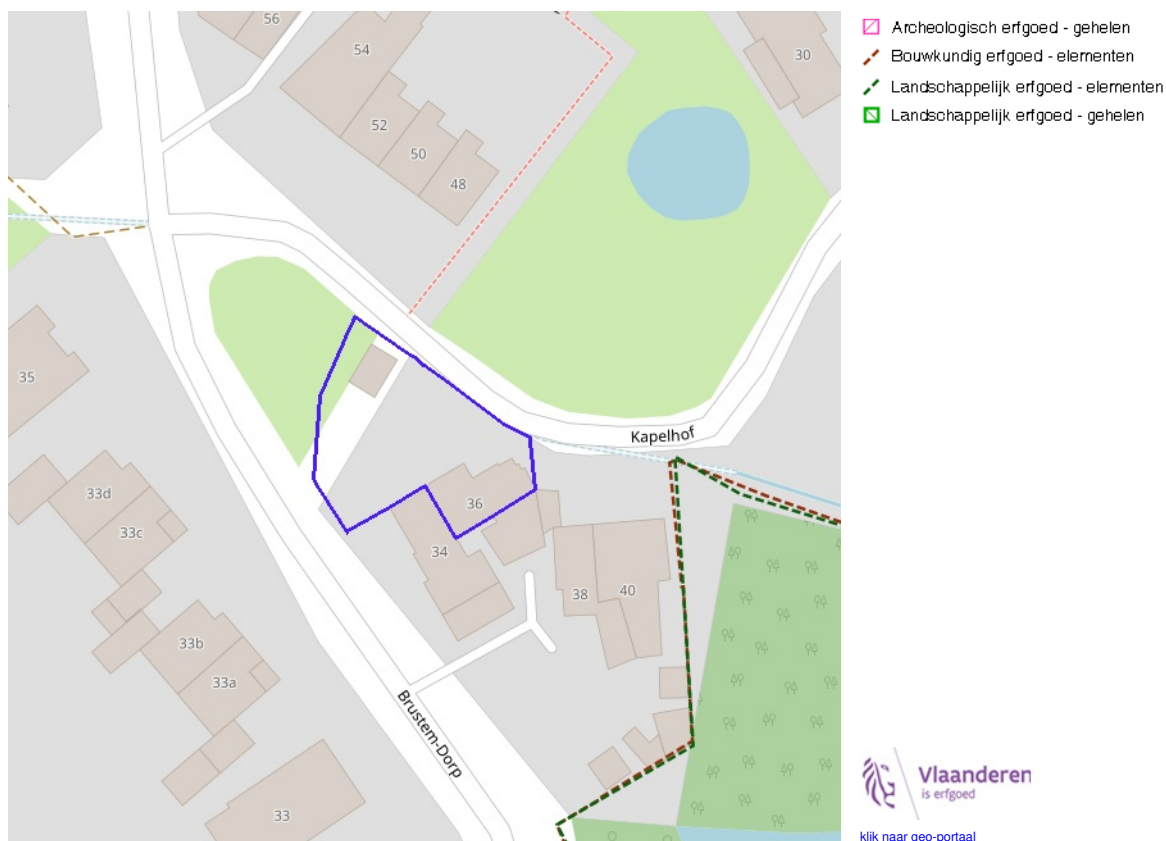 56
54
30
52
50
48
35
Kapelhof
33d
36
33c
34
38
40
33b
33a
Brustem-Dorp
33
Archeologisch erfgoed - gehelen
Bouwkundig erfgoed - elementen
Landschappelijk erfgoed - elementen
Landschappelijk erfgoed - gehelen
Vlaanderen
is erfgoed
klik naar geo-portaal